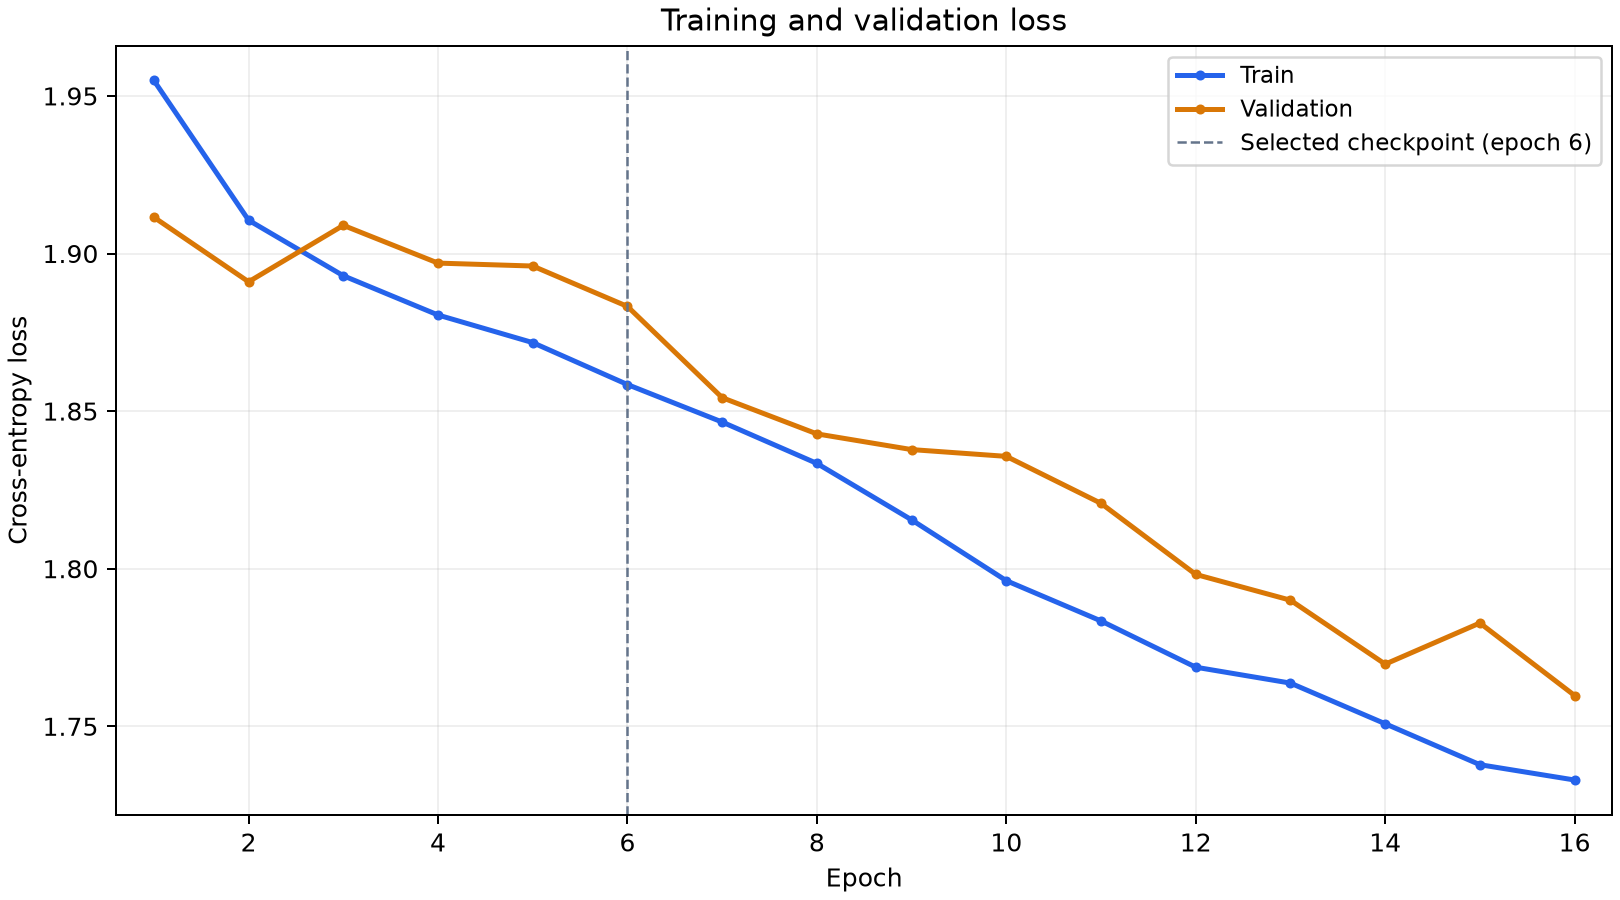 Training and validation loss
Train
Validation
Selected checkpoint (epoch 6)
Cross-entropy loss
1.95
1.90
1.85
1.80
1.75
2 4 6 8 10 12 14 16
Epoch